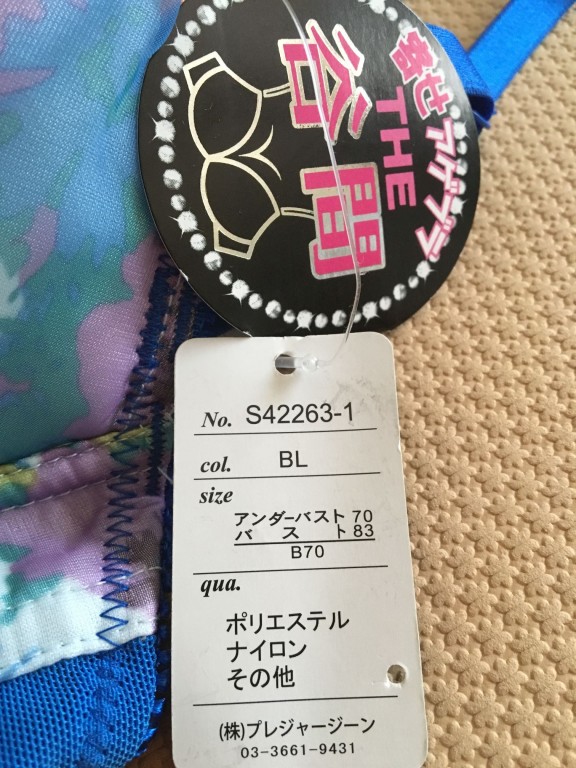 寄せアゲブラ
THE
谷間
No. S42263-1
col. BL
size
アンダーバスト 70
バスト 83
B70
qua.
ポリエステル
ナイロン
その他
(株)プレジャージーン
03-3661-9431